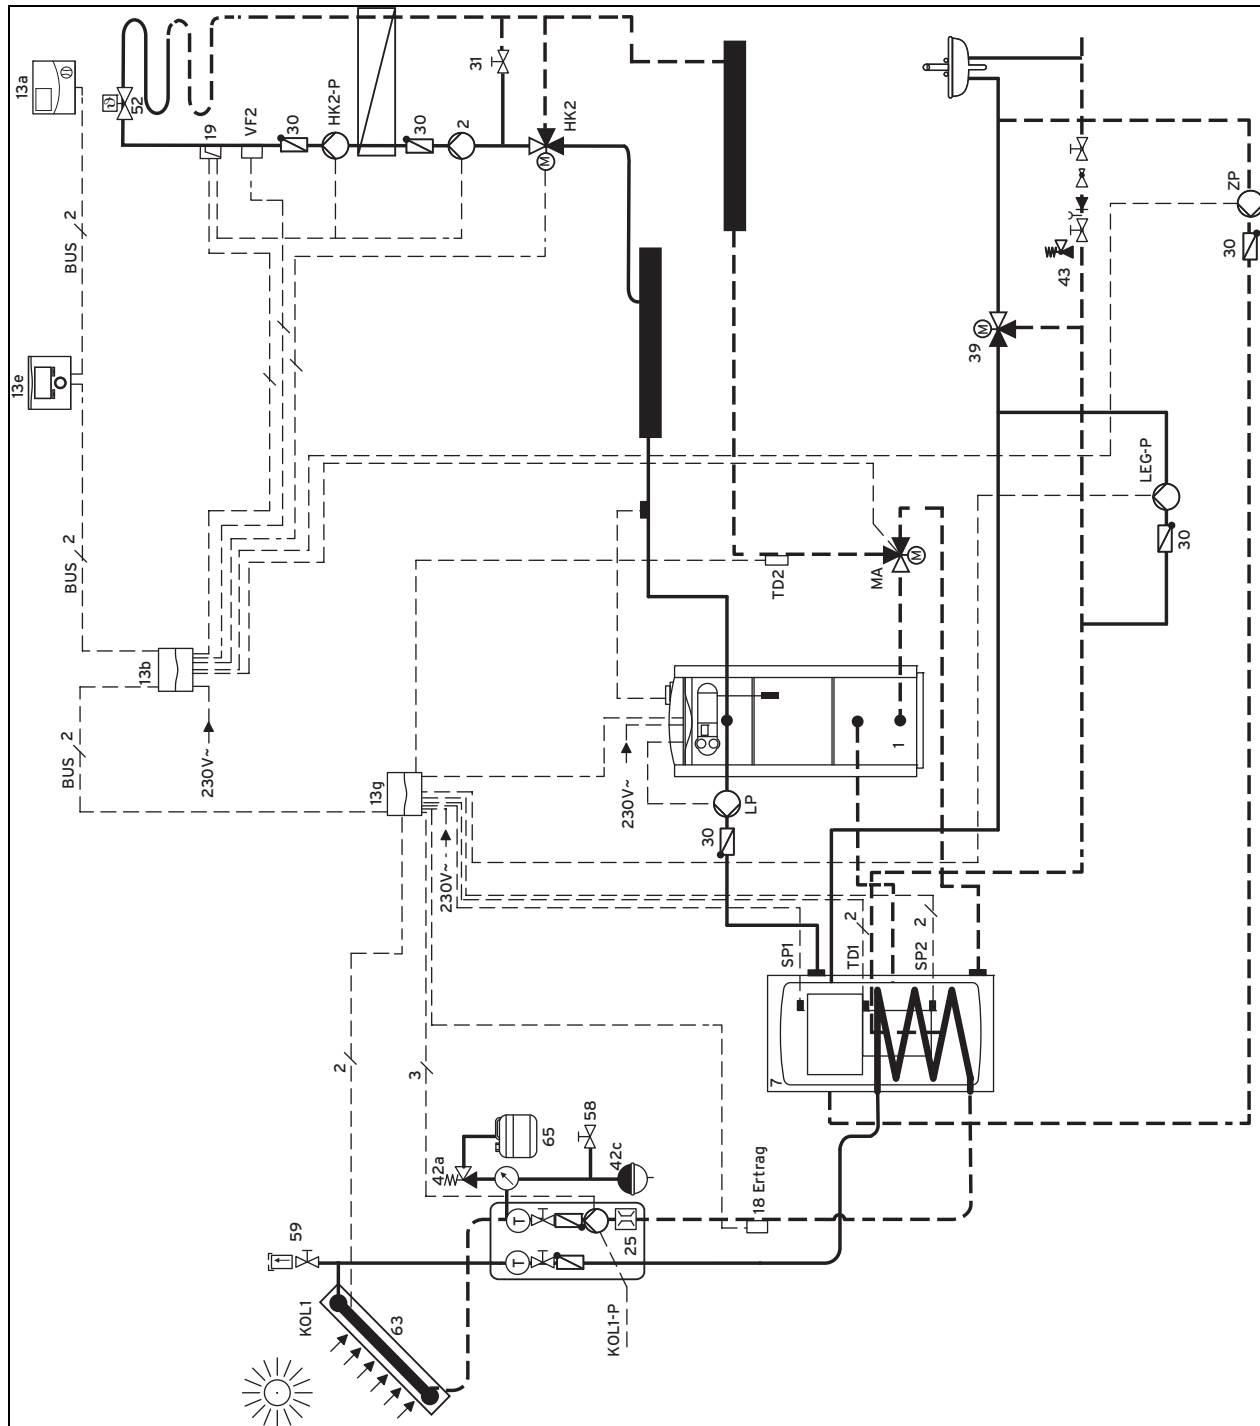 13a
52
19
VF2
30
HK2-P
30
2
31
HK2
M
BUS 2
13e
BUS 2
13b
BUS 2
230V~
13g
230V~
230V~
TD2
MA
M
1
LP
30
39
M
43
ZP
30
LEG-P
30
SP1
TD1
2
SP2
2
7
2
3
42a
65
58
42c
18 Ertrag
59
T
T
25
KOL1-P
KOL1
63